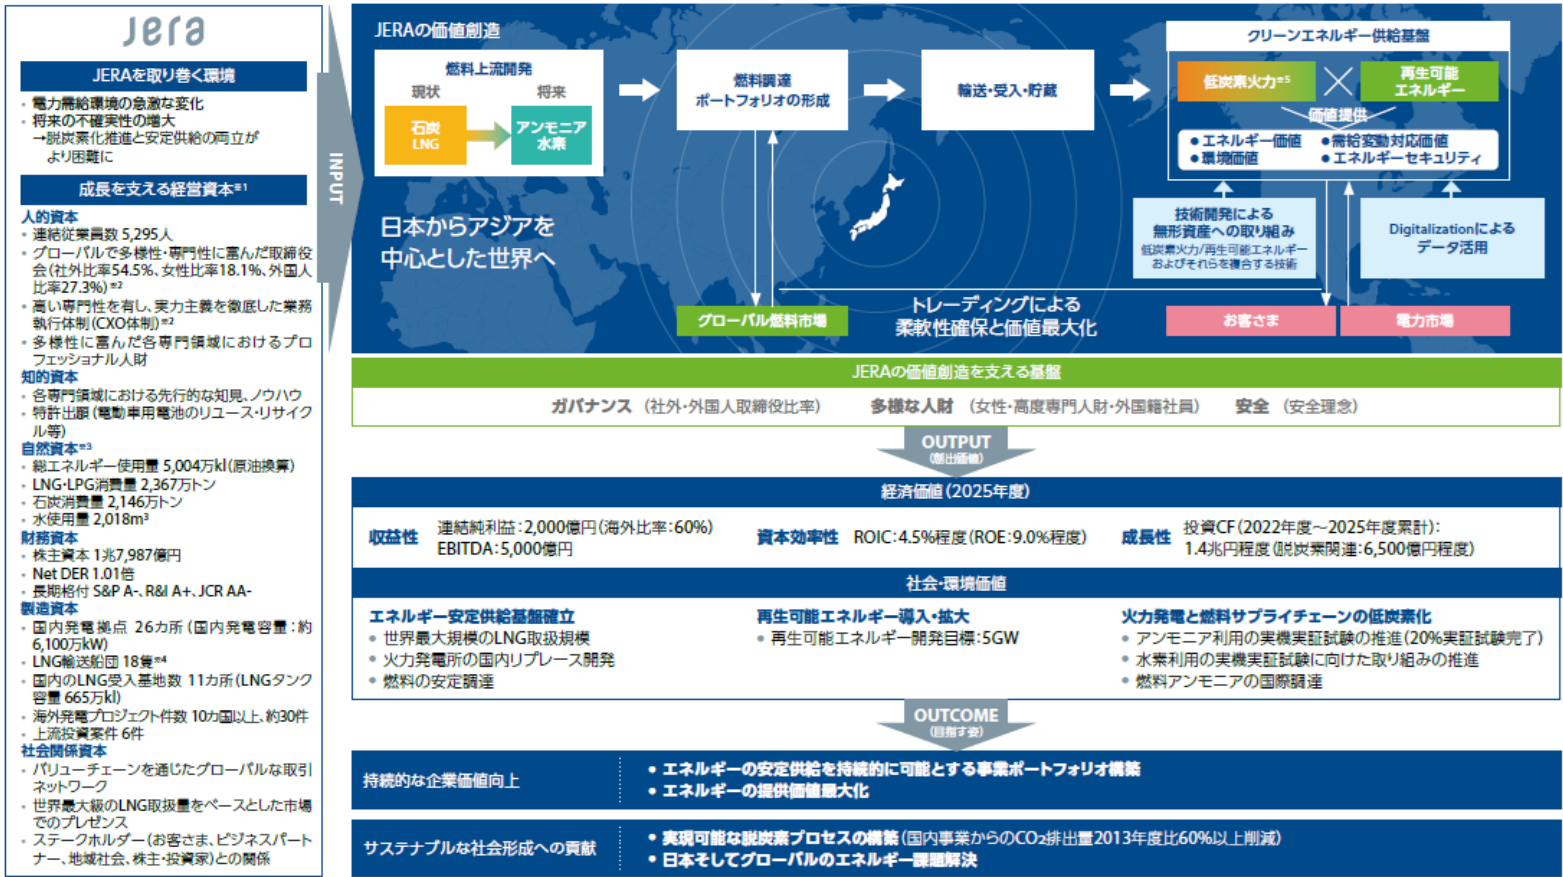 Jera
JERAを取り巻く環境
・電力需給環境の急激な変化
・将来の不確実性の増大
→脱炭素化推進と安定供給の両立が
より困難に
成長を支える経営資本※1
人的資本
・連結従業員数 5,295人
・グローバルで多様性・専門性に富んだ取締役
会(社外比率54.5%、女性比率18.1%、外国人
比率27.3%)※2
・高い専門性を有し、実力主義を徹底した業務
執行体制(CXO体制)※2
・多様性に富んだ各専門領域におけるプロ
フェッショナル人財
知的資本
・各専門領域における先行的な知見、ノウハウ
・特許出願(電動車用電池のリユース・リサイク
ル等)
自然資本※3
・総エネルギー使用量 5,004万kl(原油換算)
・LNG・LPG消費量 2,367万トン
・石炭消費量 2,146万トン
・水使用量 2,018m³
財務資本
・株主資本 1兆7,987億円
・Net DER 1.01倍
・長期格付 S&P A-、R&I A+、JCR AA-
製造資本
・国内発電拠点 26カ所(国内発電容量:約
6,100万kW)
・LNG輸送船団 18隻※4
・国内のLNG受入基地数 11カ所(LNGタンク
容量 665万kl)
・海外発電プロジェクト件数 10カ国以上、約30件
・上流投資案件 6件
社会関係資本
・バリューチェーンを通じたグローバルな取引
ネットワーク
・世界最大級のLNG取扱量をベースとした市場
でのプレゼンス
・ステークホルダー(お客さま、ビジネスパート
ナー、地域社会、株主・投資家)との関係
INPUT
JERAの価値創造
燃料上流開発
現状
将来
石炭
LNG
アンモニア
水素
燃料調達
ポートフォリオの形成
輸送・受入・貯蔵
クリーンエネルギー供給基盤
低炭素火力※5
再生可能
エネルギー
価値提供
●エネルギー価値
●需給変動対応価値
●環境価値
●エネルギーセキュリティ
日本からアジアを
中心とした世界へ
技術開発による
無形資産への取り組み
低炭素火力/再生可能エネルギー
およびそれらを複合する技術
Digitalizationによる
データ活用
グローバル燃料市場
トレーディングによる
柔軟性確保と価値最大化
お客さま
電力市場
JERAの価値創造を支える基盤
ガバナンス (社外・外国人取締役比率)
多様な人財 (女性・高度専門人財・外国籍社員)
安全 (安全理念)
OUTPUT
(創出価値)
経済価値(2025年度)
収益性
連結純利益:2,000億円(海外比率:60%)
EBITDA:5,000億円
資本効率性
ROIC:4.5%程度(ROE:9.0%程度)
成長性
投資CF(2022年度～2025年度累計):
1.4兆円程度(脱炭素関連:6,500億円程度)
社会・環境価値
エネルギー安定供給基盤確立
● 世界最大規模のLNG取扱規模
● 火力発電所の国内リプレース開発
● 燃料の安定調達
再生可能エネルギー導入・拡大
● 再生可能エネルギー開発目標:5GW
火力発電と燃料サプライチェーンの低炭素化
● アンモニア利用の実機実証試験の推進(20%実証試験完了)
● 水素利用の実機実証試験に向けた取り組みの推進
● 燃料アンモニアの国際調達
OUTCOME
(目指す姿)
持続的な企業価値向上
● エネルギーの安定供給を持続的に可能とする事業ポートフォリオ構築
● エネルギーの提供価値最大化
サステナブルな社会形成への貢献
● 実現可能な脱炭素プロセスの構築(国内事業からのCO₂排出量2013年度比60%以上削減)
● 日本そしてグローバルのエネルギー課題解決